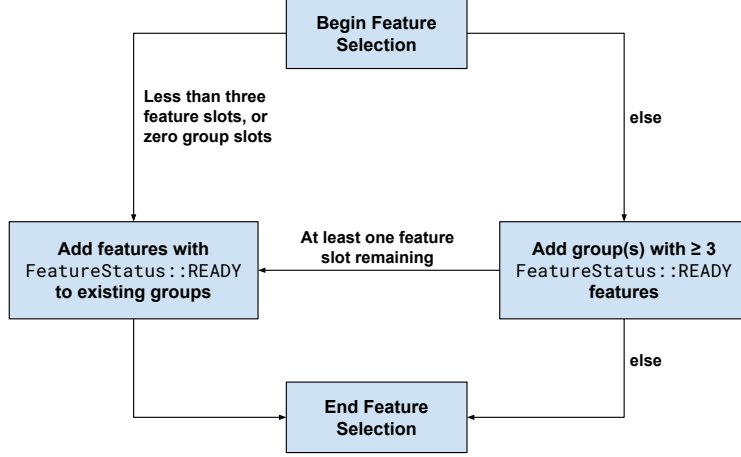 Begin Feature
Selection
Less than three
feature slots, or
zero group slots
else
Add features with
FeatureStatus::READY
to existing groups
At least one feature
slot remaining
Add group(s) with ≥ 3
FeatureStatus::READY
features
else
End Feature
Selection